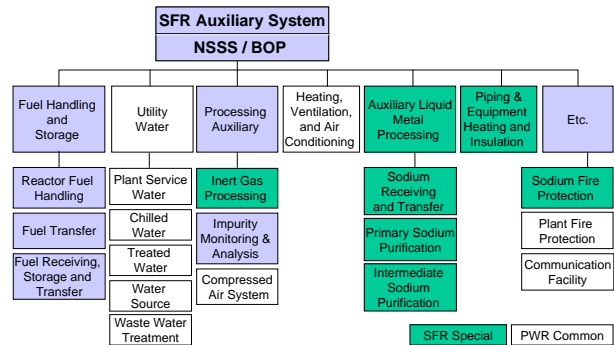 SFR Auxiliary System
NSSS / BOP
Fuel Handling
and
Storage
Utility
Water
Processing
Auxiliary
Heating,
Ventilation,
and Air
Conditioning
Auxiliary Liquid
Metal
Processing
Piping &
Equipment
Heating and
Insulation
Etc.
Reactor Fuel
Handling
Fuel Transfer
Fuel Receiving,
Storage and
Transfer
Plant Service
Water
Chilled
Water
Treated
Water
Water
Source
Waste Water
Treatment
Inert Gas
Processing
Impurity
Monitoring &
Analysis
Compressed
Air System
Sodium
Receiving
and Transfer
Primary Sodium
Purification
Intermediate
Sodium
Purification
Sodium Fire
Protection
Plant Fire
Protection
Communication
Facility
SFR Special
PWR Common